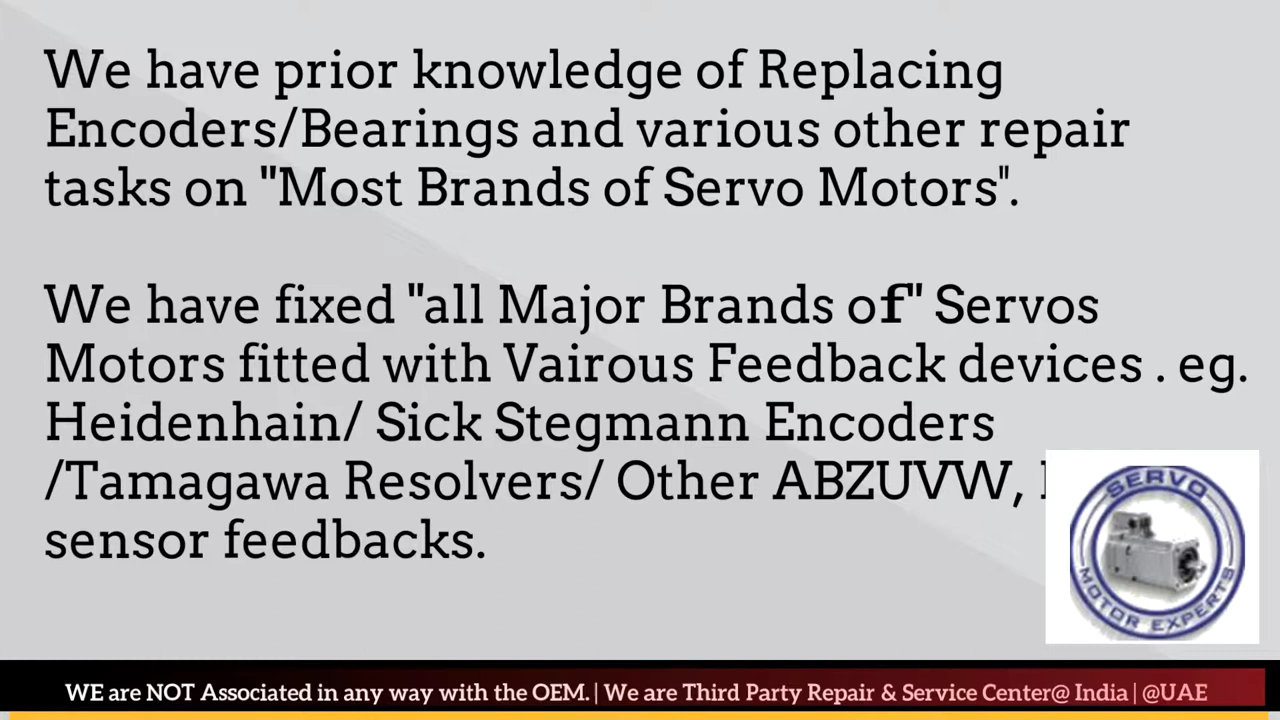 We have prior knowledge of Replacing
Encoders/Bearings and various other repair
tasks on "Most Brands of Servo Motors".
We have fixed "all Major Brands of" Servos
Motors fitted with Vairous Feedback devices . eg.
Heidenhain/ Sick Stegmann Encoders
/Tamagawa Resolvers/ Other ABZUVW,
sensor feedbacks.
SERVO
MOTOR EXPERTS
WE are NOT Associated in any way with the OEM. | We are Third Party Repair & Service Center@ India | @UAE